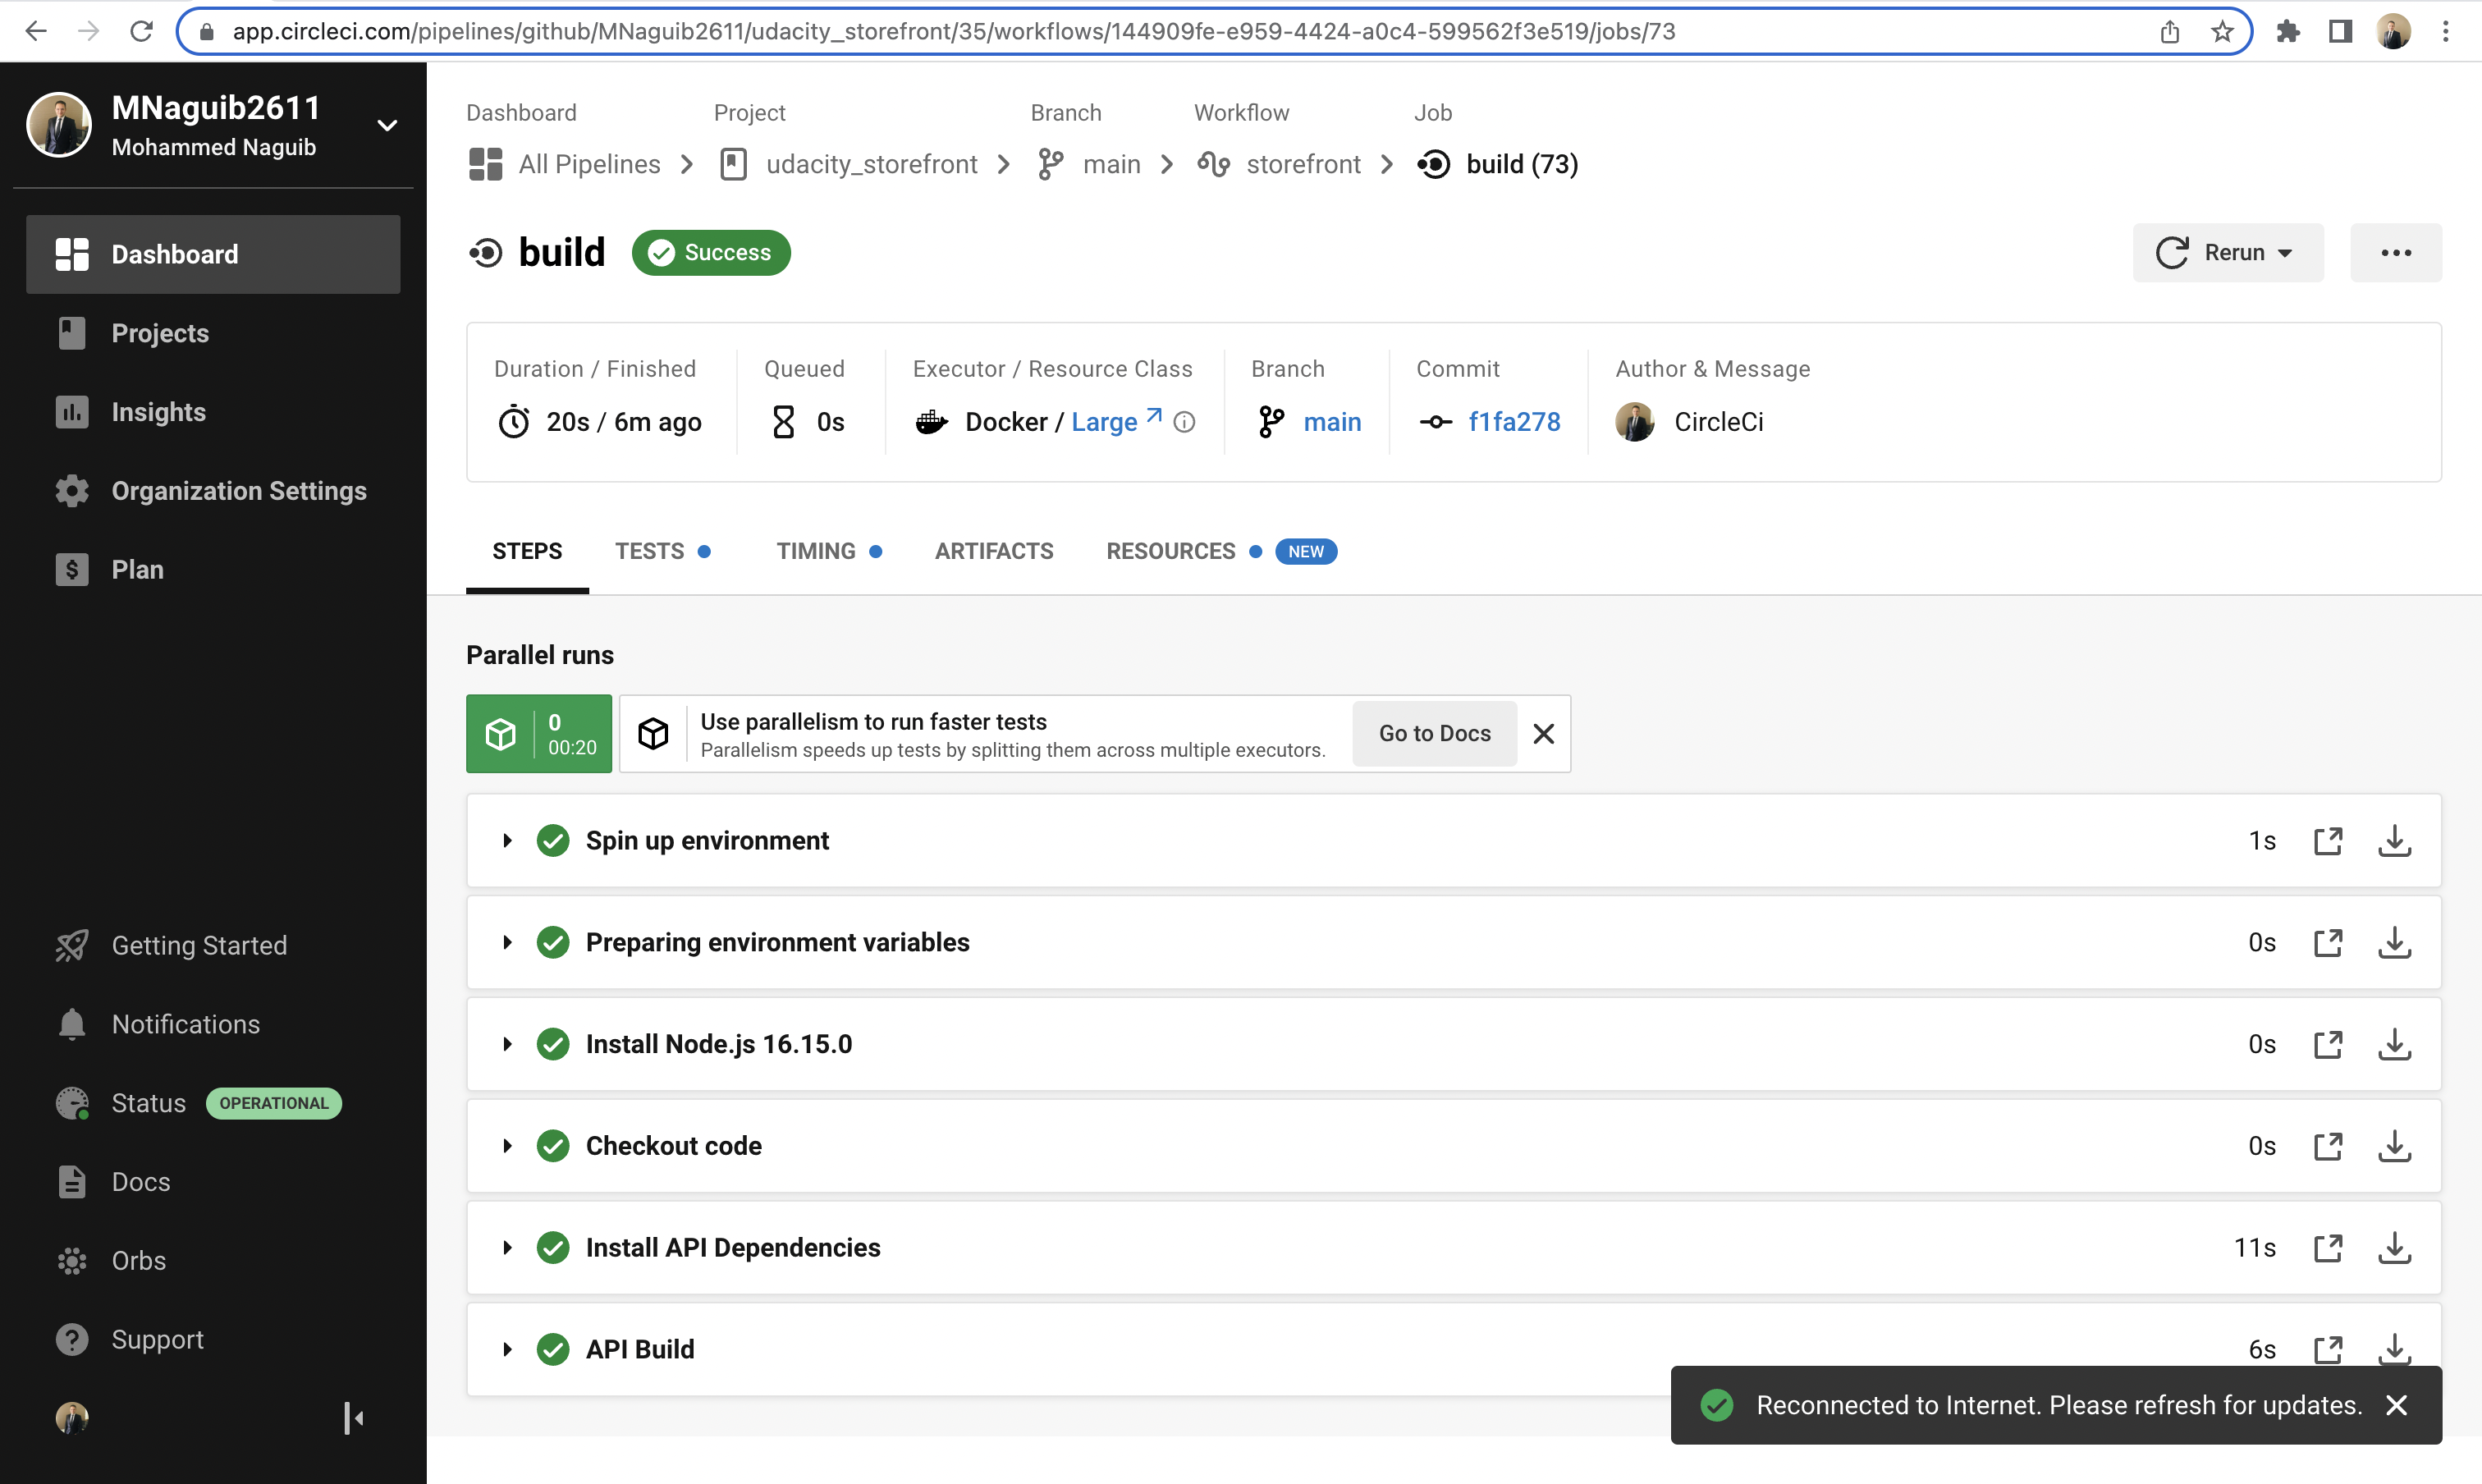 app.circleci.com/pipelines/github/MNaguib2611/udacity_storefront/35/workflows/144909fe-e959-4424-a0c4-599562f3e519/jobs/73
MNaguib2611
Mohammed Naguib
Dashboard
Projects
Insights
Organization Settings
Plan
Getting Started
Notifications
Status OPERATIONAL
Docs
Orbs
Support
Dashboard Project Branch Workflow Job
All Pipelines udacity_storefront main storefront build (73)
build Success
Rerun
Duration / Finished Queued Executor / Resource Class Branch Commit Author & Message
20s / 6m ago 0s Docker / Large main f1fa278 CircleCi
STEPS TESTS TIMING ARTIFACTS RESOURCES NEW
Parallel runs
0
00:20
Use parallelism to run faster tests
Parallelism speeds up tests by splitting them across multiple executors.
Go to Docs
Spin up environment 1s
Preparing environment variables 0s
Install Node.js 16.15.0 0s
Checkout code 0s
Install API Dependencies 11s
API Build 6s
Reconnected to Internet. Please refresh for updates.